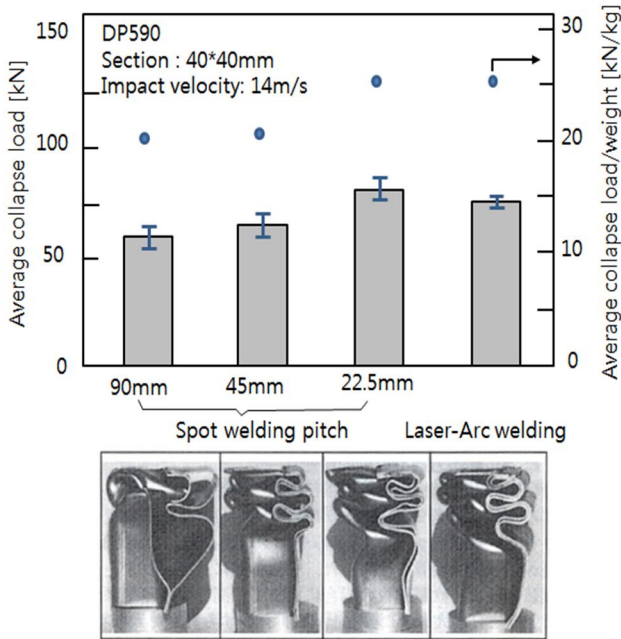 Average collapse load [kN]
150
100
50
0
DP590
Section : 40*40mm
Impact velocity: 14m/s
30
20
10
0
Average collapse load/weight [kN/kg]
90mm
45mm
22.5mm
Spot welding pitch
Laser-Arc welding